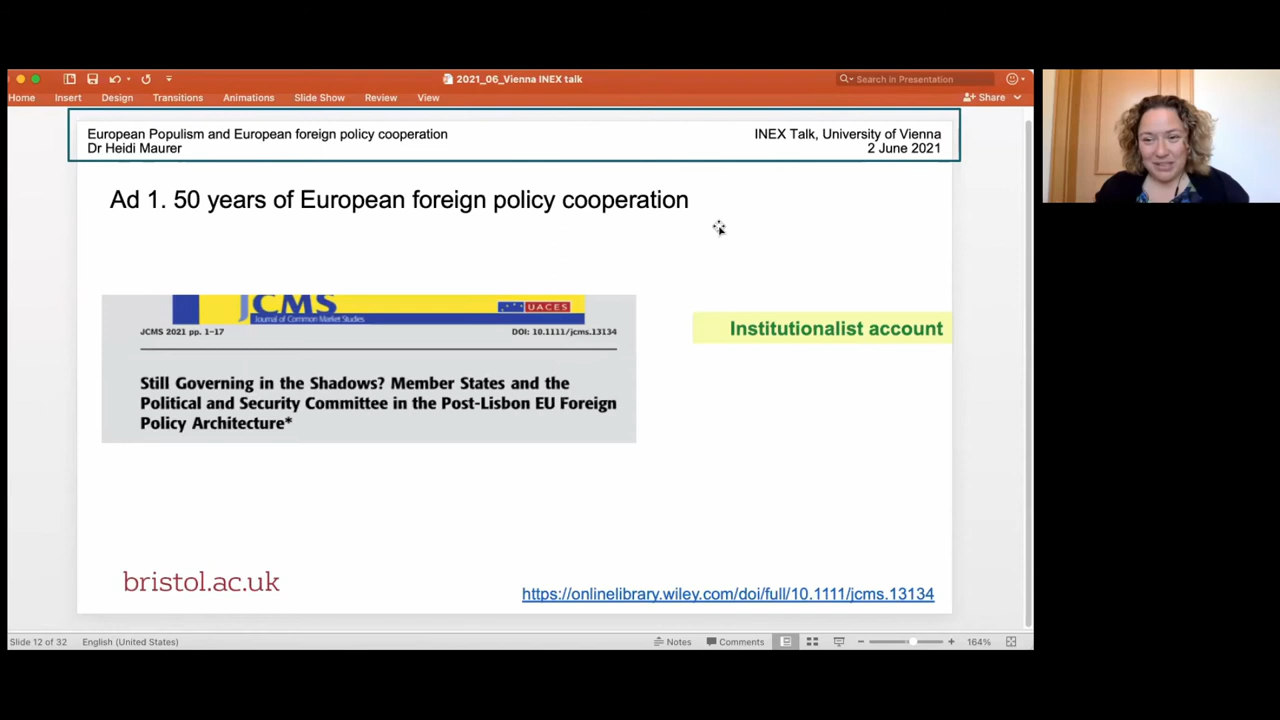 2021_06_Vienna INEX talk
Search in Presentation
Home Insert Design Transitions Animations Slide Show Review View
Share
European Populism and European foreign policy cooperation
Dr Heidi Maurer
INEX Talk, University of Vienna
2 June 2021
Ad 1. 50 years of European foreign policy cooperation
JCMS
UACES
Journal of Common Market Studies
JCMS 2021 pp. 1–17
DOI: 10.1111/jcms.13134
Still Governing in the Shadows? Member States and the
Political and Security Committee in the Post-Lisbon EU Foreign
Policy Architecture*
Institutionalist account
bristol.ac.uk
https://onlinelibrary.wiley.com/doi/full/10.1111/jcms.13134
Slide 12 of 32
English (United States)
Notes
Comments
164%